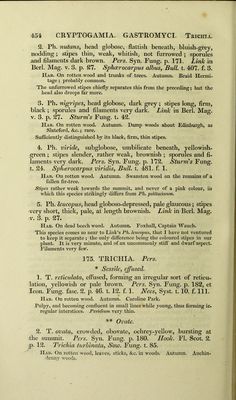 454 CRYPTOGAMIA. GASTROMYCI. TRICHIA.
2. Ph. nutans, head globose, flattish beneath, bluish-grey,
nodding; stipes thin, weak, whitish, not furrowed; sporules
and filaments dark brown. Pers. Syn. Fung. p. 171. Link in
Berl. Mag. v. 3. p. 27. Sphærocarpus albus, Bull. t. 407. f. 3.
HAB. On rotten wood and trunks of trees. Autumn. Braid Hermi-
tage; probably common.
The unfurrowed stipes chiefly separates this from the preceding; but the
head also droops far more.
3. Ph. nigripes, head globose, dark grey; stipes long, firm,
black; sporules and filaments very dark. Link in Berl. Mag.
v. 3. p. 27. Sturm's Fung. t. 42.
HAB. On rotten wood. Autumn. Damp woods about Edinburgh, as
Slateford, &c.; rare.
Sufficiently distinguished by its black, firm, thin stipes.
4. Ph. viride, subglobose, umbilicate beneath, yellowish-
green; stipes slender, rather weak, brownish; sporules and fi-
laments very dark. Pers. Syn. Fung. p. 172. Sturm's Fung.
t. 24. Sphærocarpus viridis, Bull. t. 481. f. 1.
HAB. On rotten wood. Autumn. Swanston wood on the remains of a
fallen fir-tree.
Stipes rather weak towards the summit, and never of a pink colour, in
which this species strikingly differs from Ph.
5. Ph. leucopus, head globoso-depressed, pale glaucous; stipes
very short, thick, pale, at length brownish. Link in Berl. Mag.
v. 3. p. 27.
HAB. On dead beech wood. Autumn. Foxhall, Captain Wauch.
This species comes so near to Link's Ph. leucopus, that I have not ventured
to keep it separate; the only difference being the coloured stipes in our
plant. It is very minute, and of an uncommonly stiff and dwarf aspect.
Filaments very few.
175. TRICHIA. Pers.
* Sessile, effused.
1. T. reticulata, effused, forming an irregular sort of reticu-
lation, yellowish or pale brown. Pers. Syn. Fung. p. 182, et
Icon. Fung. fasc. 2. p. 46. t. 12. f. 1. Nees, Syst. t. 10. f. 111.
HAB. On rotten wood. Autumn. Caroline Park.
Pulpy, and becoming confluent in small lines while young, thus forming ir-
regular interstices. Peridium very thin.
** Ovate.
2. T. ovata, crowded, obovate, ochrey-yellow, bursting at
the summit. Pers. Syn. Fung. p. 180. Hook. Fl. Scot. 2.
p. 12. Trichia turbinata, Sow. Fung. t. 85.
HAB. On rotten wood, leaves, sticks, &c. in woods. Autumn. Auchin-
denny woods.